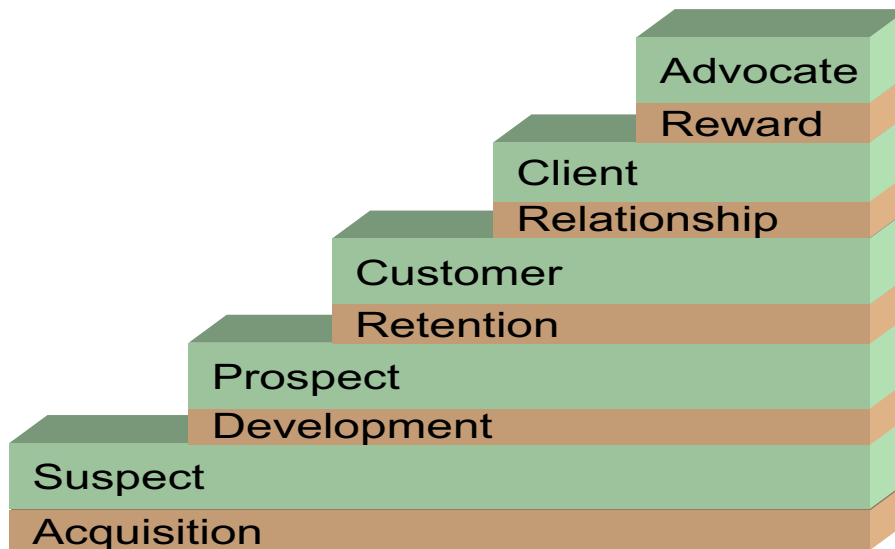 Advocate
Reward
Client
Relationship
Customer
Retention
Prospect
Development
Suspect
Acquisition